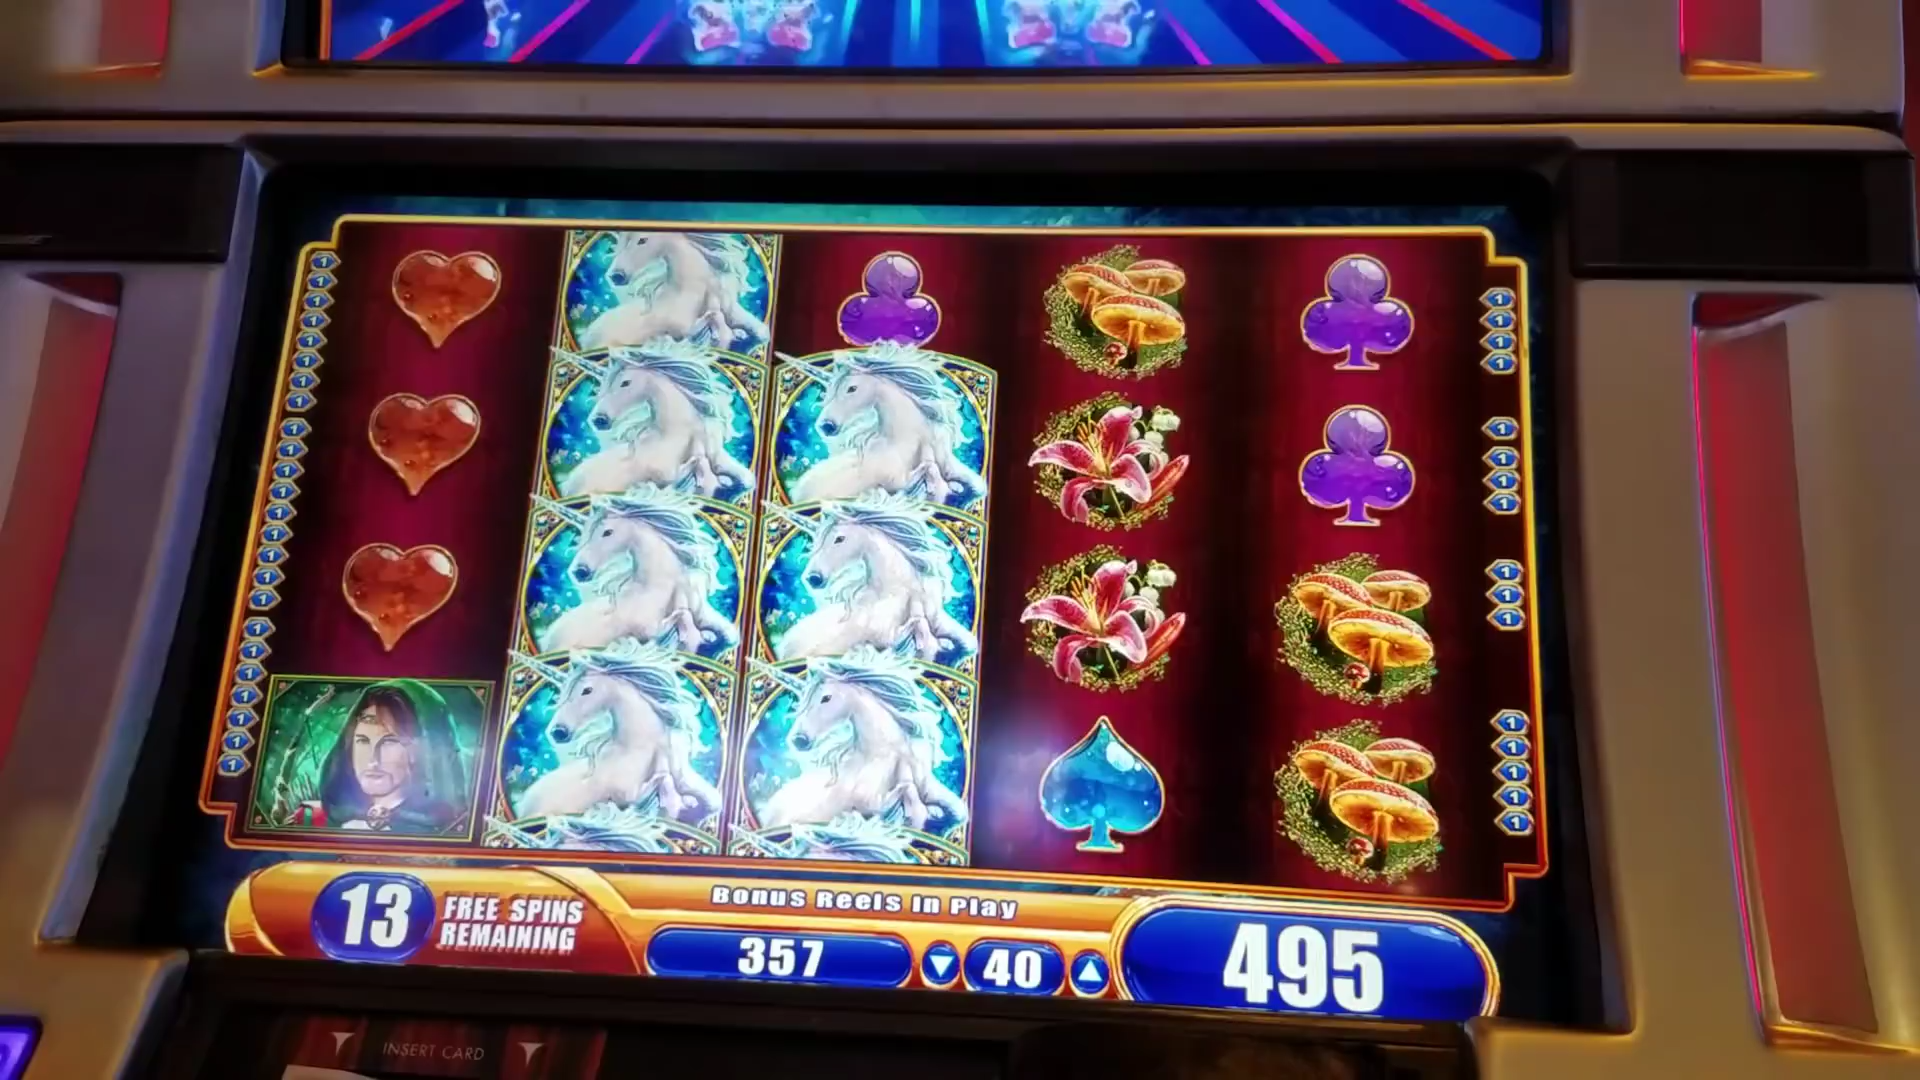 13
FREE SPINS
REMAINING
Bonus Reels In Play
357
40
495
INSERT CARD